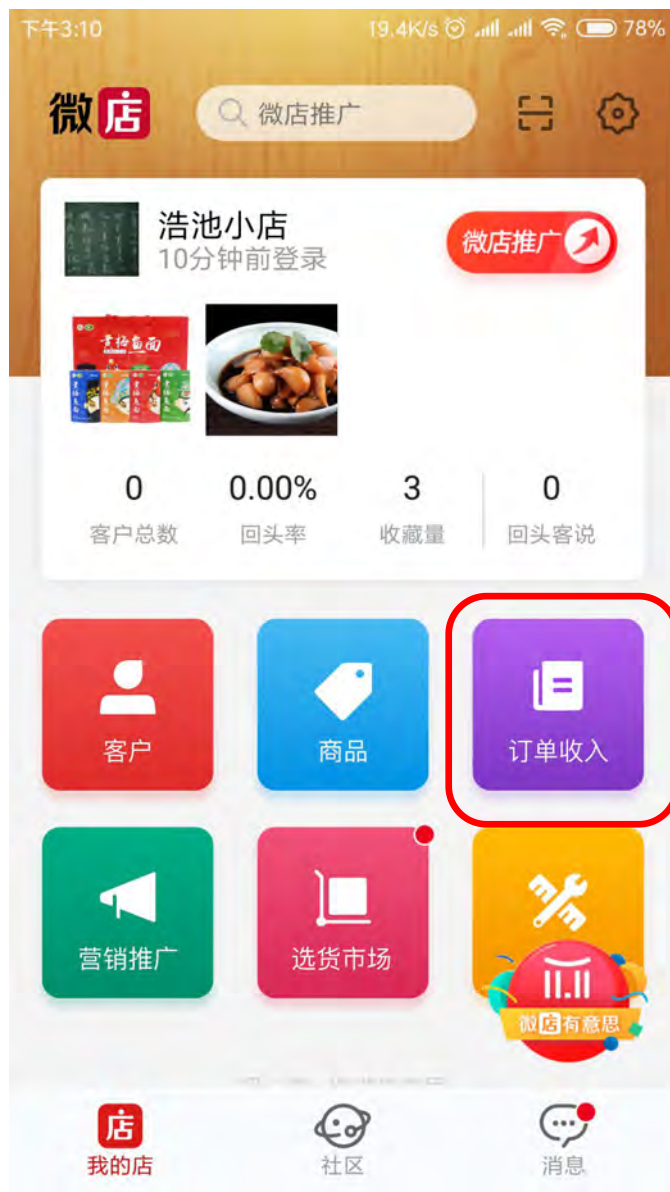 下午3:10 19.4K/s 78%
微店 微店推广
浩池小店
10分钟前登录
微店推广
0 0.00% 3 0
客户总数 回头率 收藏量 回头客说
客户 商品 订单收入
营销推广 选货市场
11.11
微店有意思
店
我的店 社区 消息